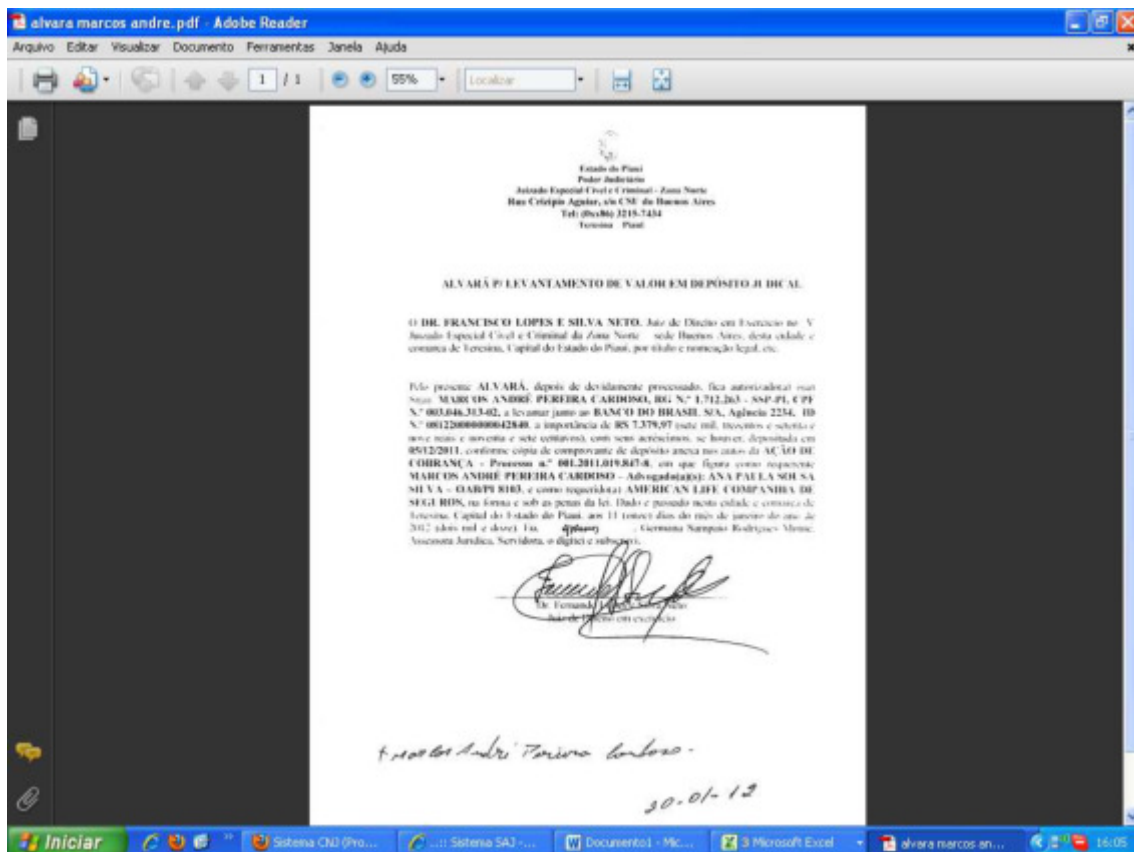 alvara marcos andre.pdf - Adobe Reader
Arquivo Editar Visualizar Documento Ferramentas Janela Ajuda
1 / 1 55% Localizar
Estado do Piauí
Poder Judiciário
Juizado Especial Cível e Criminal - Zona Norte
Rua Crizipio Aguiar, s/n CSU do Buenos Aires
Tel: (0xx86) 3215-7434
Teresina Piauí
ALVARÁ P/ LEVANTAMENTO DE VALOR EM DEPÓSITO JUDICAL
O DR. FRANCISCO LOPES E SILVA NETO, Juiz de Direito em Exercício no V
Juizado Especial Cível e Criminal da Zona Norte sede Buenos Aires, desta cidade e
comarca de Teresina, Capital do Estado do Piauí, por título e nomeação legal, etc.
Pelo presente ALVARÁ, depois de devidamente processado, fica autorizado(a) o(a)
MARCOS ANDRÉ PEREIRA CARDOSO, RG N.º 1.712.263 - SSP-PI, CPF
N.º 003.046.313-02, a levantar junto ao BANCO DO BRASIL S/A, Agência 2234, ID
N.º a importância de R$ 7.379,97 (sete mil, trezentos e setenta e
nove reais e noventa e sete centavos), com seus acréscimos, se houver, depositada em
05/12/2011, conforme cópia de comprovante de depósito anexa nos autos da AÇÃO DE
COBRANÇA - Processo n.º 001.2011.019.847-8, em que figura como requerente
MARCOS ANDRÉ PEREIRA CARDOSO - Advogado(a)(s): ANA PAULA SOUSA
SILVA - OAB/PI 8103, e como requerido(a) AMERICAN LIFE COMPANHIA DE
SEGUROS, na forma e sob as penas da lei. Dado e passado nesta cidade e comarca de
Teresina, Capital do Estado do Piauí, aos 11 (onze) dias do mês de janeiro do ano de
2012 (dois mil e doze). Eu, Germana Sampaio Rodrigues
Assessora Jurídica, Servidora, o digitei e subscrevi.
Dr.
Juiz de Direito em exercício
Marcos André Pereira Cardoso.
20-01-12
Iniciar Sistema CNJ (Pro... ...:: Sistema SAJ -... Documento1 - Mic... 3 Microsoft Excel alvara marcos an... 16:05